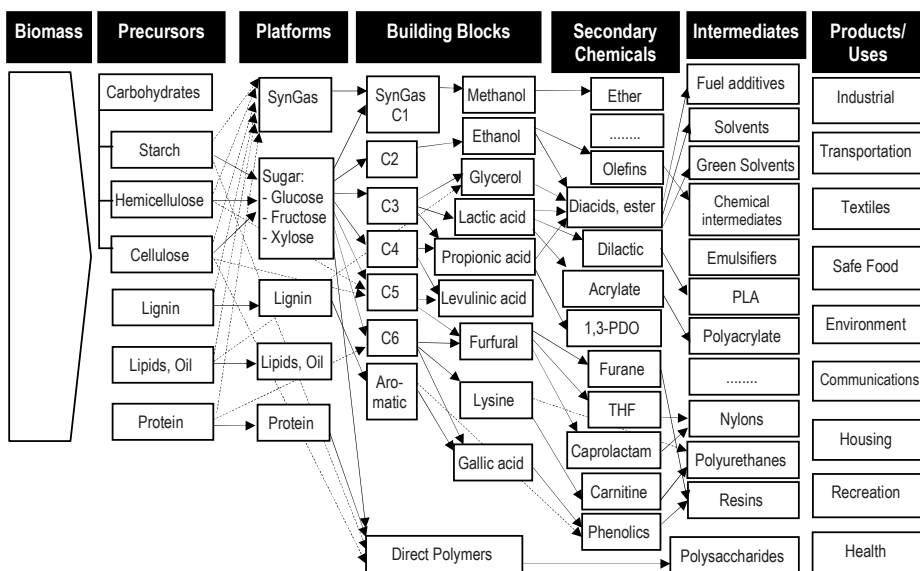 Biomass
Precursors
Platforms
Building Blocks
Secondary
Chemicals
Intermediates
Products/
Uses
Carbohydrates
Starch
Hemicellulose
Cellulose
Lignin
Lipids, Oil
Protein
SynGas
Sugar:
- Glucose
- Fructose
- Xylose
Lignin
Lipids, Oil
Protein
SynGas
C1
C2
C3
C4
C5
C6
Aro-
matic
Direct Polymers
Methanol
Ethanol
Glycerol
Lactic acid
Propionic acid
Levulinic acid
Furfural
Lysine
Gallic acid
Ether
........
Olefins
Diacids, ester
Dilactic
Acrylate
1,3-PDO
Furane
THF
Caprolactam
Carnitine
Phenolics
Fuel additives
Solvents
Green Solvents
Chemical
intermediates
Emulsifiers
PLA
Polyacrylate
........
Nylons
Polyurethanes
Resins
Polysaccharides
Industrial
Transportation
Textiles
Safe Food
Environment
Communications
Housing
Recreation
Health